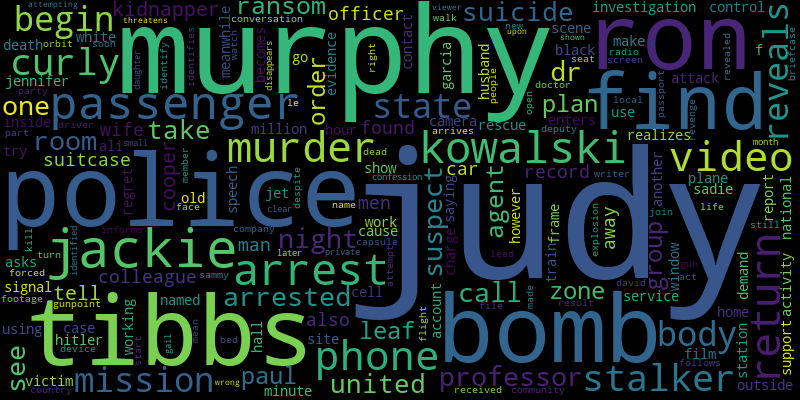 attempting threatens conversation officer suicide investigation control
kidnapper ransom viewer walk new scene black make radio shown
begin murphy ron f
death white orbit soon meanwhile watch becomes contact garcia husband people upon screen revealed
curly jennifer daughter identify identifies disappears go right open doctor seat attack briefcase
party passenger order evidence state dr plan find reveals
one inside driver le million hour found camera rescue enters use local passport revenge
part wife take murder arrives realizes deputy month
room ali small dead kowalski video
try suitcase cooper regret member despite show car another writer
police judy
old speech jet men record sadie life report national
face clear confession saying agent plane join
jackie night arrest suspect however away group window still activity
kill turn informs company name work cause charge train frame explosion gun
asks identified man later capsule lead act
tell colleague named private cell attempt zone demand return support
signal footage forced gunpoint sammy arrested also call account david service home
tibbs bomb
using case working hall site leaf flight made result station
see hitler device start gail mean bed phone body film outside
victim mission paul united professor stalker
country wrong minute received file community follows